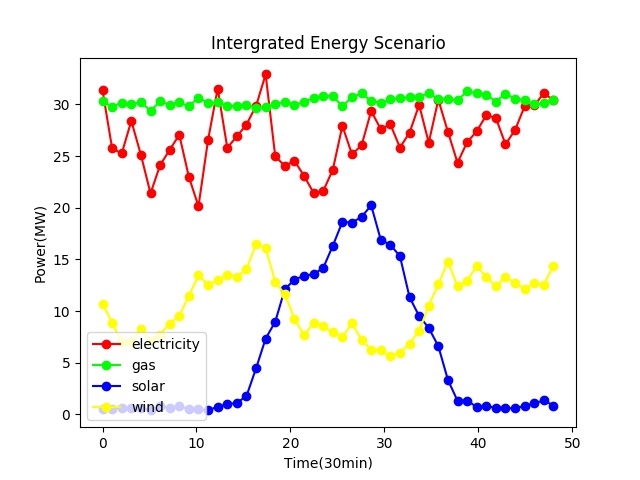 Intergrated Energy Scenario
Power(MW)
30
25
20
15
10
5
0
electricity
gas
solar
wind
0 10 20 30 40 50
Time(30min)